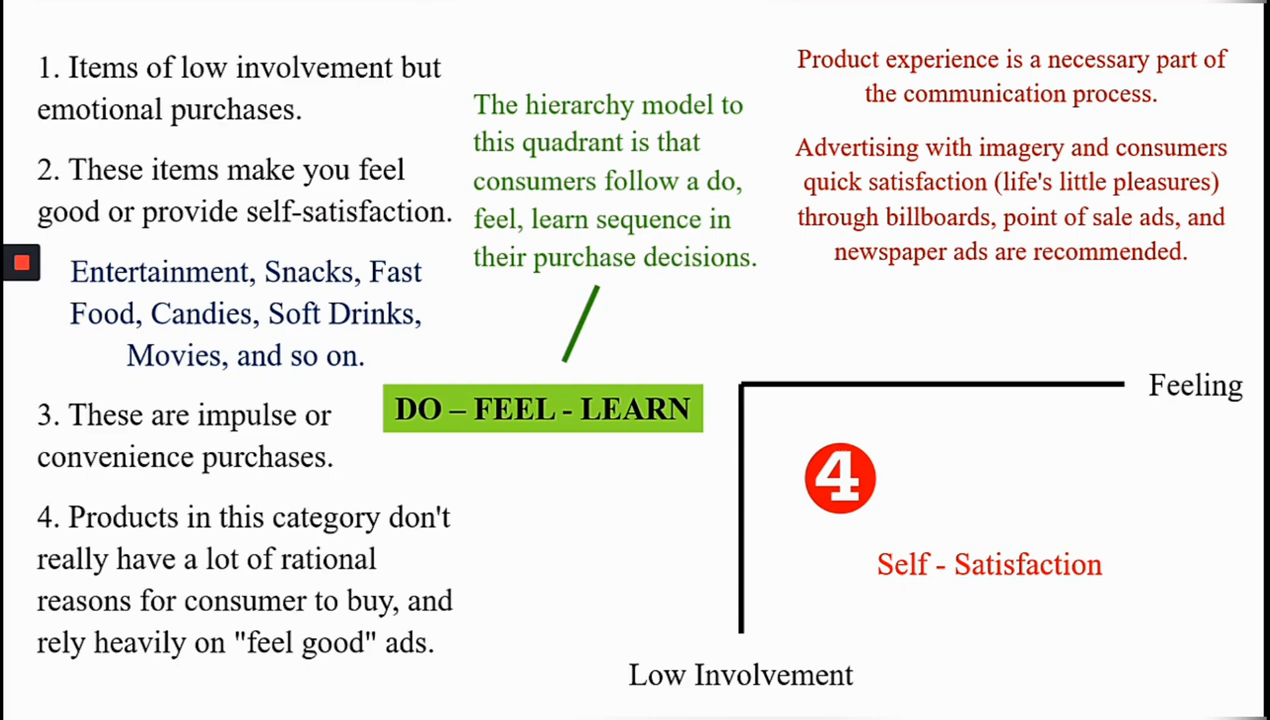 1. Items of low involvement but
emotional purchases.
2. These items make you feel
good or provide self-satisfaction.
Entertainment, Snacks, Fast
Food, Candies, Soft Drinks,
Movies, and so on.
3. These are impulse or
convenience purchases.
4. Products in this category don't
really have a lot of rational
reasons for consumer to buy, and
rely heavily on "feel good" ads.
The hierarchy model to
this quadrant is that
consumers follow a do,
feel, learn sequence in
their purchase decisions.
DO – FEEL - LEARN
Product experience is a necessary part of
the communication process.
Advertising with imagery and consumers
quick satisfaction (life's little pleasures)
through billboards, point of sale ads, and
newspaper ads are recommended.
Feeling
4
Self - Satisfaction
Low Involvement